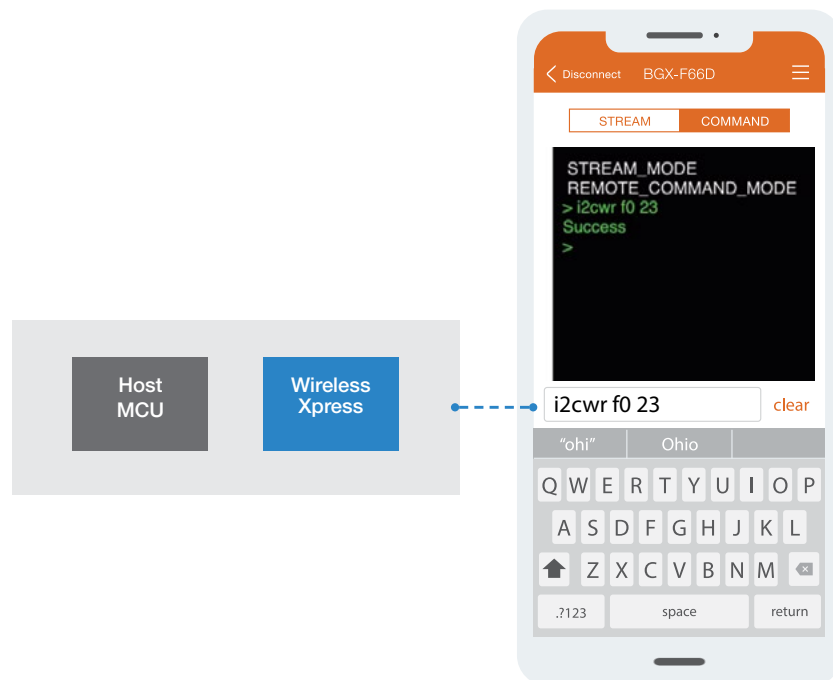 Disconnect BGX-F66D
STREAM COMMAND
STREAM_MODE
REMOTE_COMMAND_MODE
> i2cwr f0 23
Success
>
Host
MCU
Wireless
Xpress
i2cwr f0 23 clear
"ohi" Ohio
Q W E R T Y U I O P
A S D F G H J K L
Z X C V B N M
.?123 space return